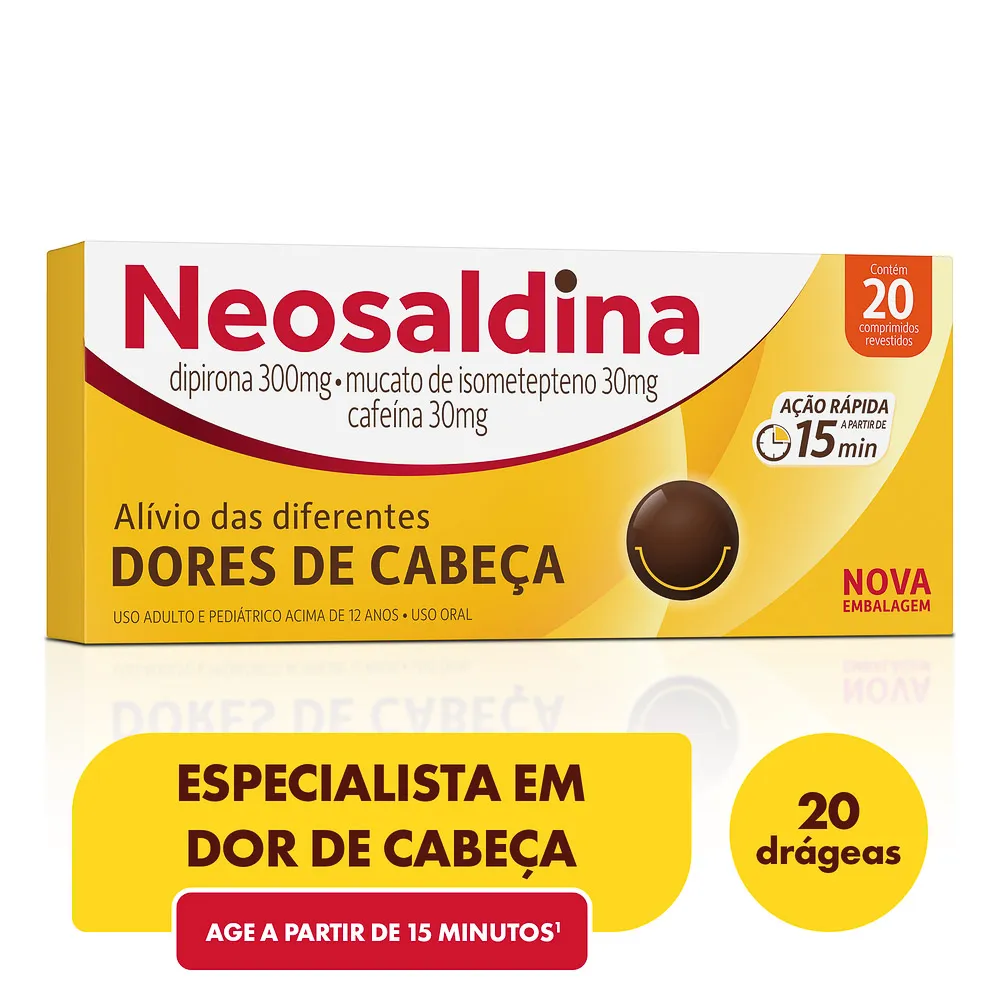 Neosaldina
dipirona 300mg • mucato de isometepteno 30mg
cafeína 30mg
Contém
20
comprimidos
revestidos
AÇÃO RÁPIDA
A PARTIR DE
15 min
Alívio das diferentes
DORES DE CABEÇA
USO ADULTO E PEDIÁTRICO ACIMA DE 12 ANOS • USO ORAL
NOVA
EMBALAGEM
ESPECIALISTA EM
DOR DE CABEÇA
AGE A PARTIR DE 15 MINUTOS¹
20
drágeas